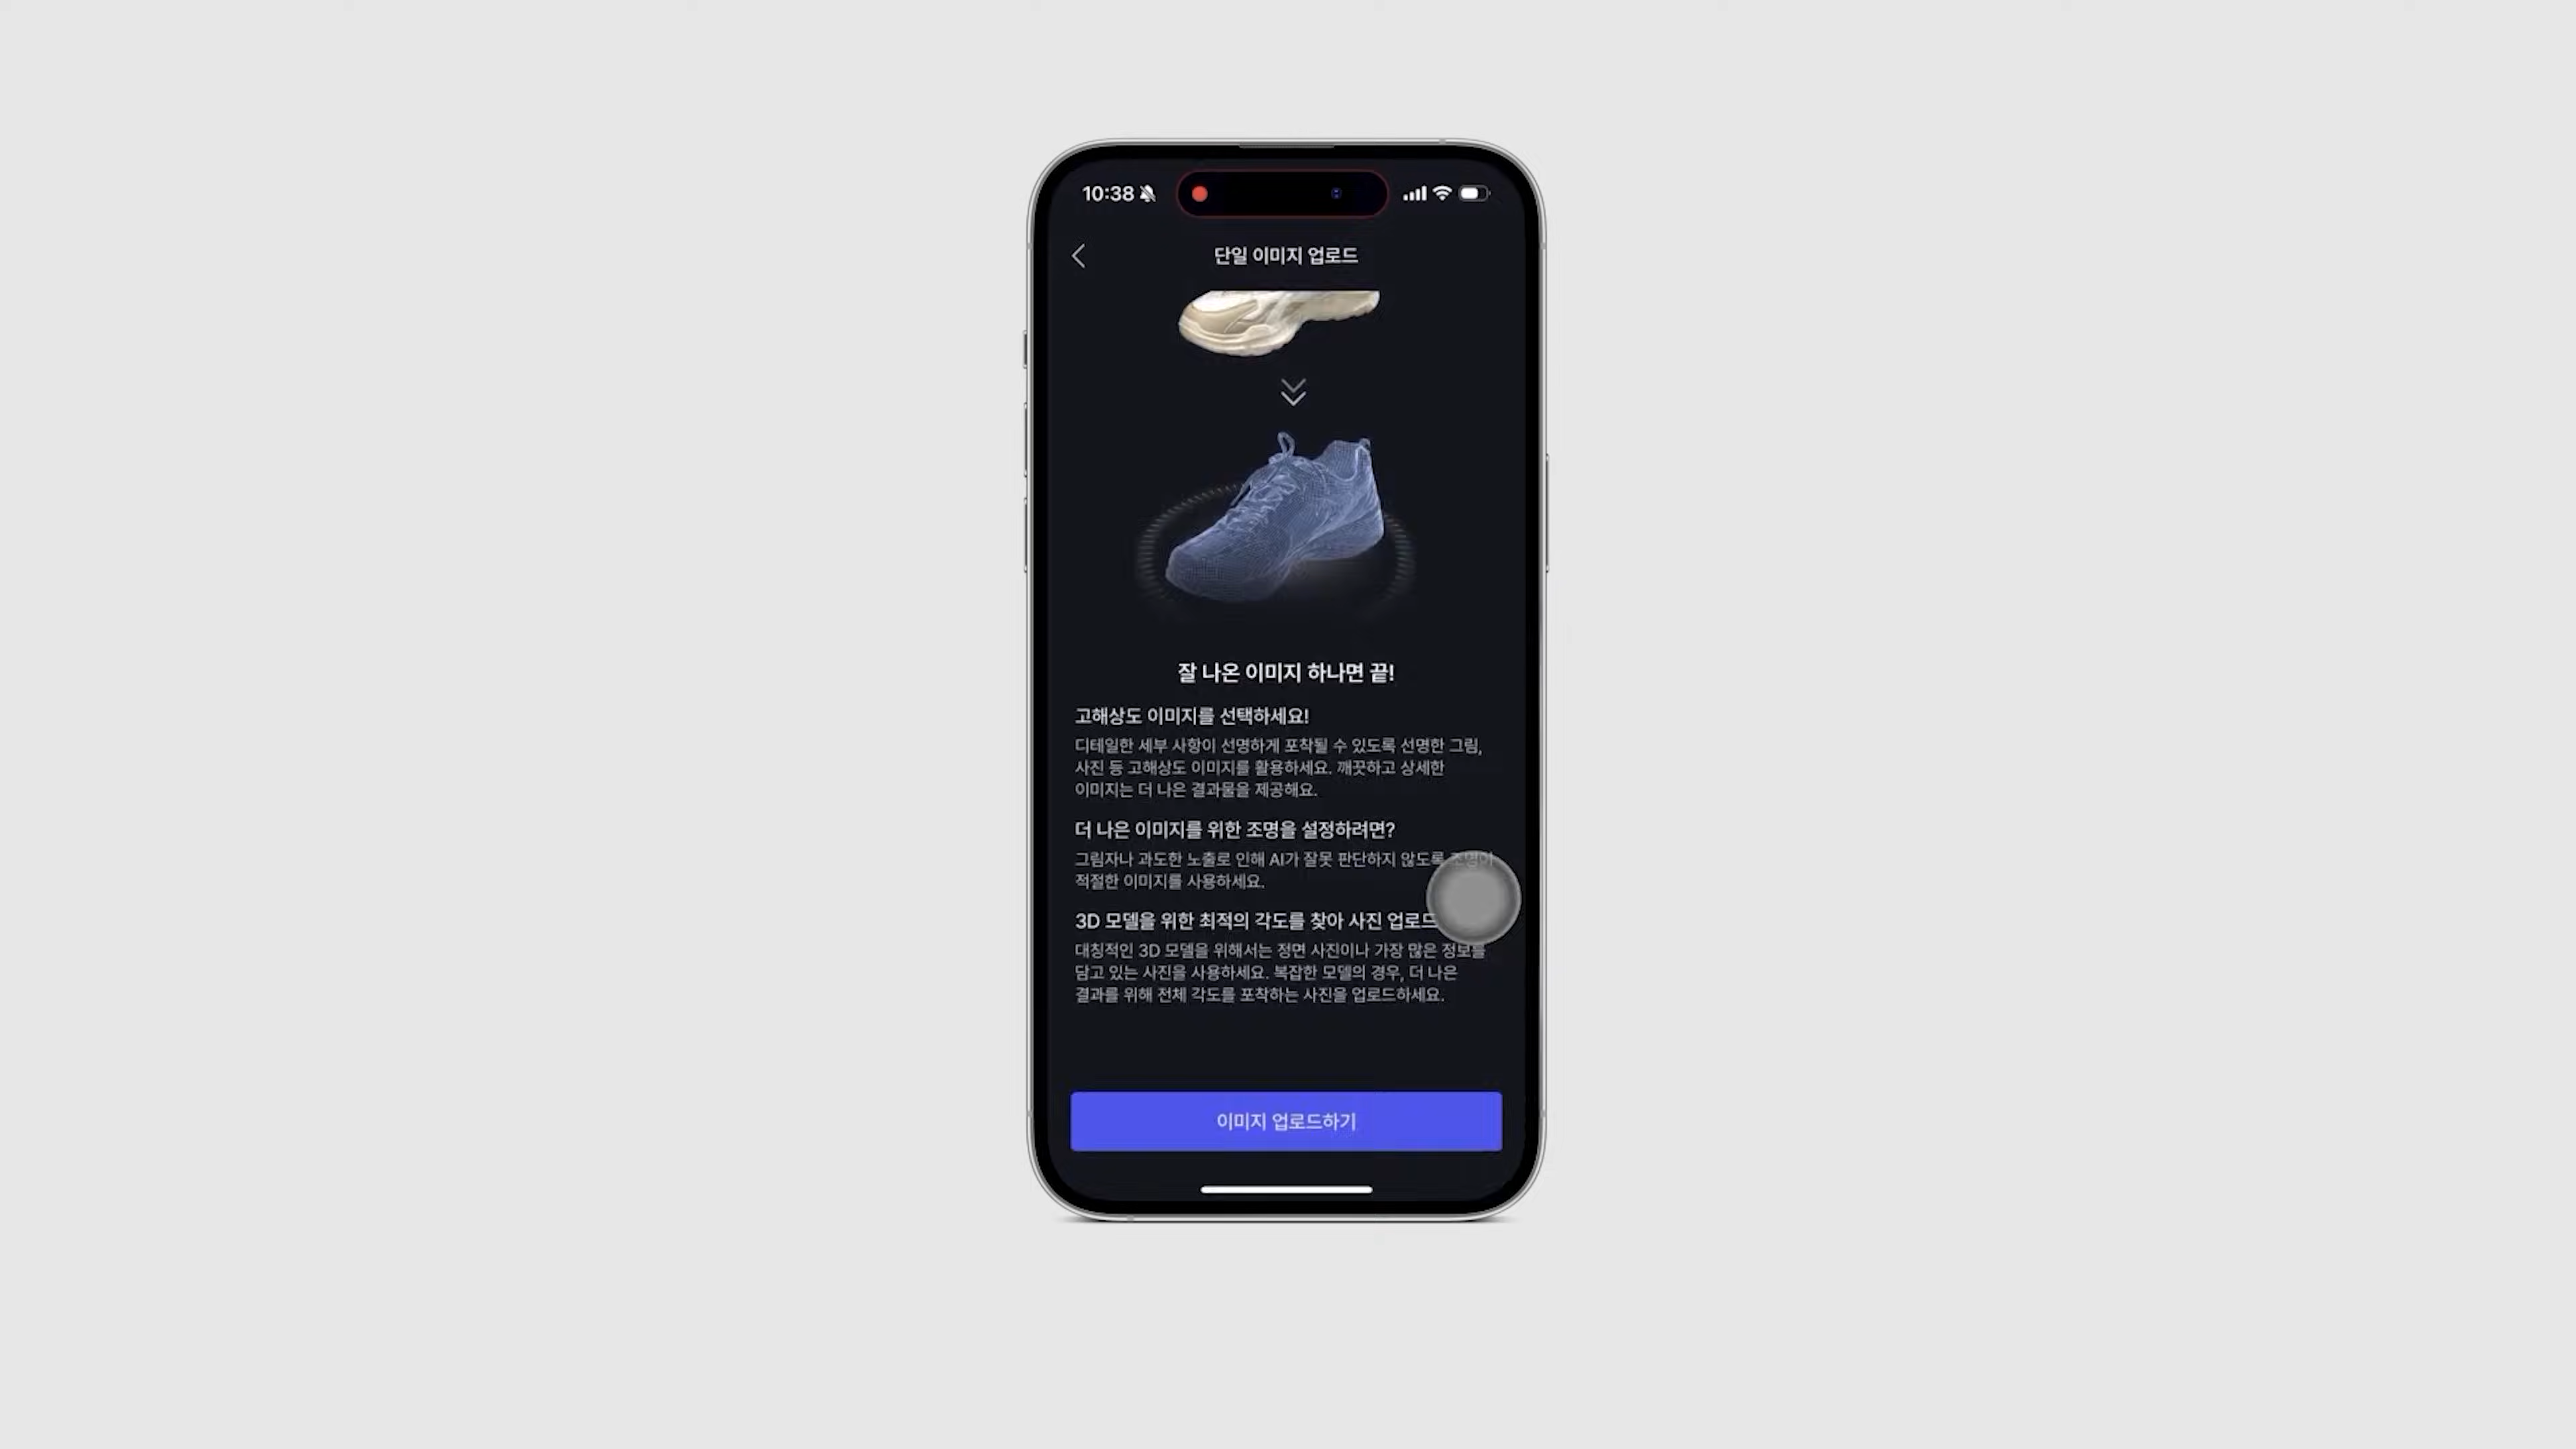 10:38
단일 이미지 업로드
잘 나온 이미지 하나면 끝!
고해상도 이미지를 선택하세요!
디테일한 세부 사항이 선명하게 포착될 수 있도록 선명한 그림,
사진 등 고해상도 이미지를 활용하세요. 깨끗하고 상세한
이미지는 더 나은 결과물을 제공해요.
더 나은 이미지를 위한 조명을 설정하려면?
그림자나 과도한 노출로 인해 AI가 잘못 판단하지 않도록 조명이
적절한 이미지를 사용하세요.
3D 모델을 위한 최적의 각도를 찾아 사진 업로드
대칭적인 3D 모델을 위해서는 정면 사진이나 가장 많은 정보를
담고 있는 사진을 사용하세요. 복잡한 모델의 경우, 더 나은
결과를 위해 전체 각도를 포착하는 사진을 업로드하세요.
이미지 업로드하기